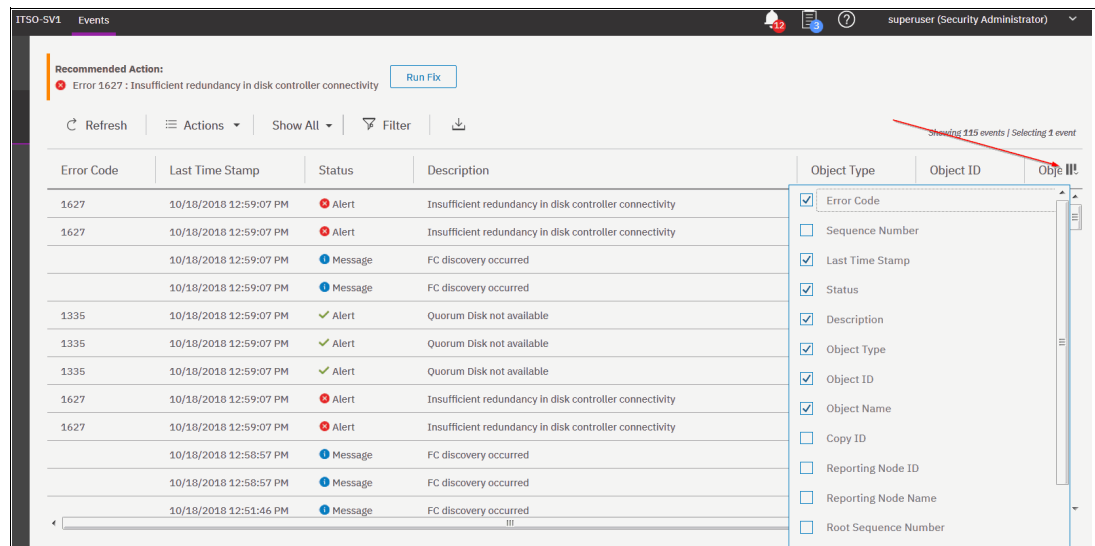 ITSO-SV1 Events 12 3 superuser (Security Administrator)
Recommended Action:
Error 1627 : Insufficient redundancy in disk controller connectivity Run Fix
Refresh Actions Show All Filter
Showing 115 events | Selecting 1 event
Error Code Last Time Stamp Status Description Object Type Object ID Obje
1627 10/18/2018 12:59:07 PM Alert Insufficient redundancy in disk controller connectivity
1627 10/18/2018 12:59:07 PM Alert Insufficient redundancy in disk controller connectivity
10/18/2018 12:59:07 PM Message FC discovery occurred
10/18/2018 12:59:07 PM Message FC discovery occurred
1335 10/18/2018 12:59:07 PM Alert Quorum Disk not available
1335 10/18/2018 12:59:07 PM Alert Quorum Disk not available
1335 10/18/2018 12:59:07 PM Alert Quorum Disk not available
1627 10/18/2018 12:59:07 PM Alert Insufficient redundancy in disk controller connectivity
1627 10/18/2018 12:59:07 PM Alert Insufficient redundancy in disk controller connectivity
10/18/2018 12:58:57 PM Message FC discovery occurred
10/18/2018 12:58:57 PM Message FC discovery occurred
10/18/2018 12:51:46 PM Message FC discovery occurred
Error Code
Sequence Number
Last Time Stamp
Status
Description
Object Type
Object ID
Object Name
Copy ID
Reporting Node ID
Reporting Node Name
Root Sequence Number